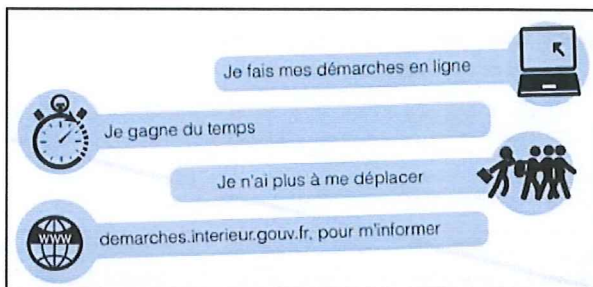 Je fais mes démarches en ligne
Je gagne du temps
Je n'ai plus à me déplacer
www
demarches.interieur.gouv.fr, pour m'informer